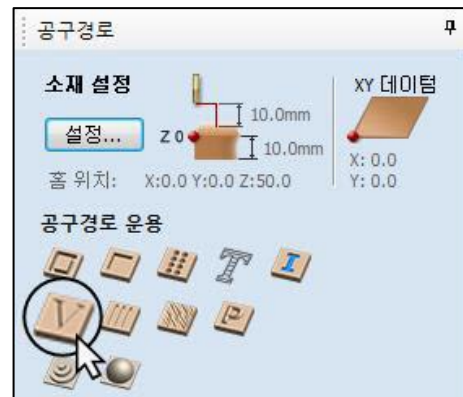 공구경로
소재 설정
XY 데이텀
10.0mm
설정...
Z 0
10.0mm
X: 0.0
홈 위치: X:0.0 Y:0.0 Z:50.0
Y: 0.0
공구경로 운용